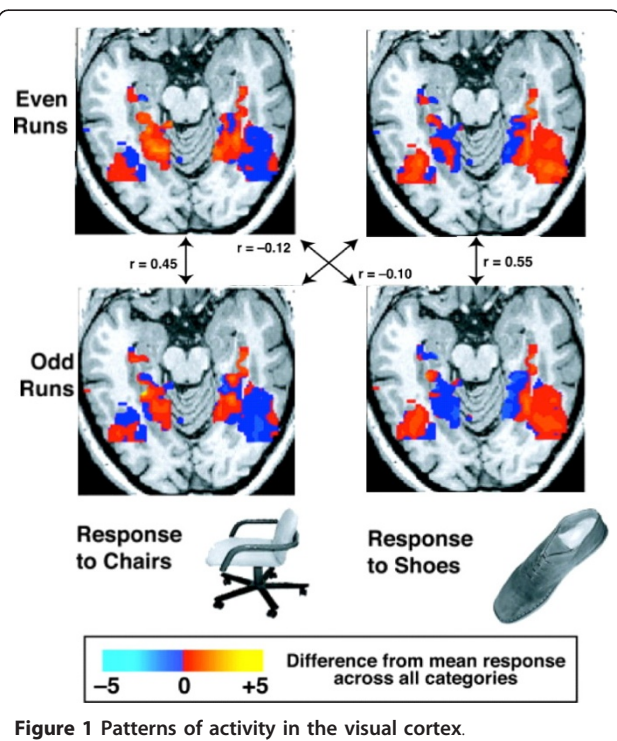 Even
Runs
r = –0.12
r = 0.45
r = –0.10
r = 0.55
Odd
Runs
Response
to Chairs
Response
to Shoes
–5
0
+5
Difference from mean response
across all categories
Figure 1 Patterns of activity in the visual cortex.